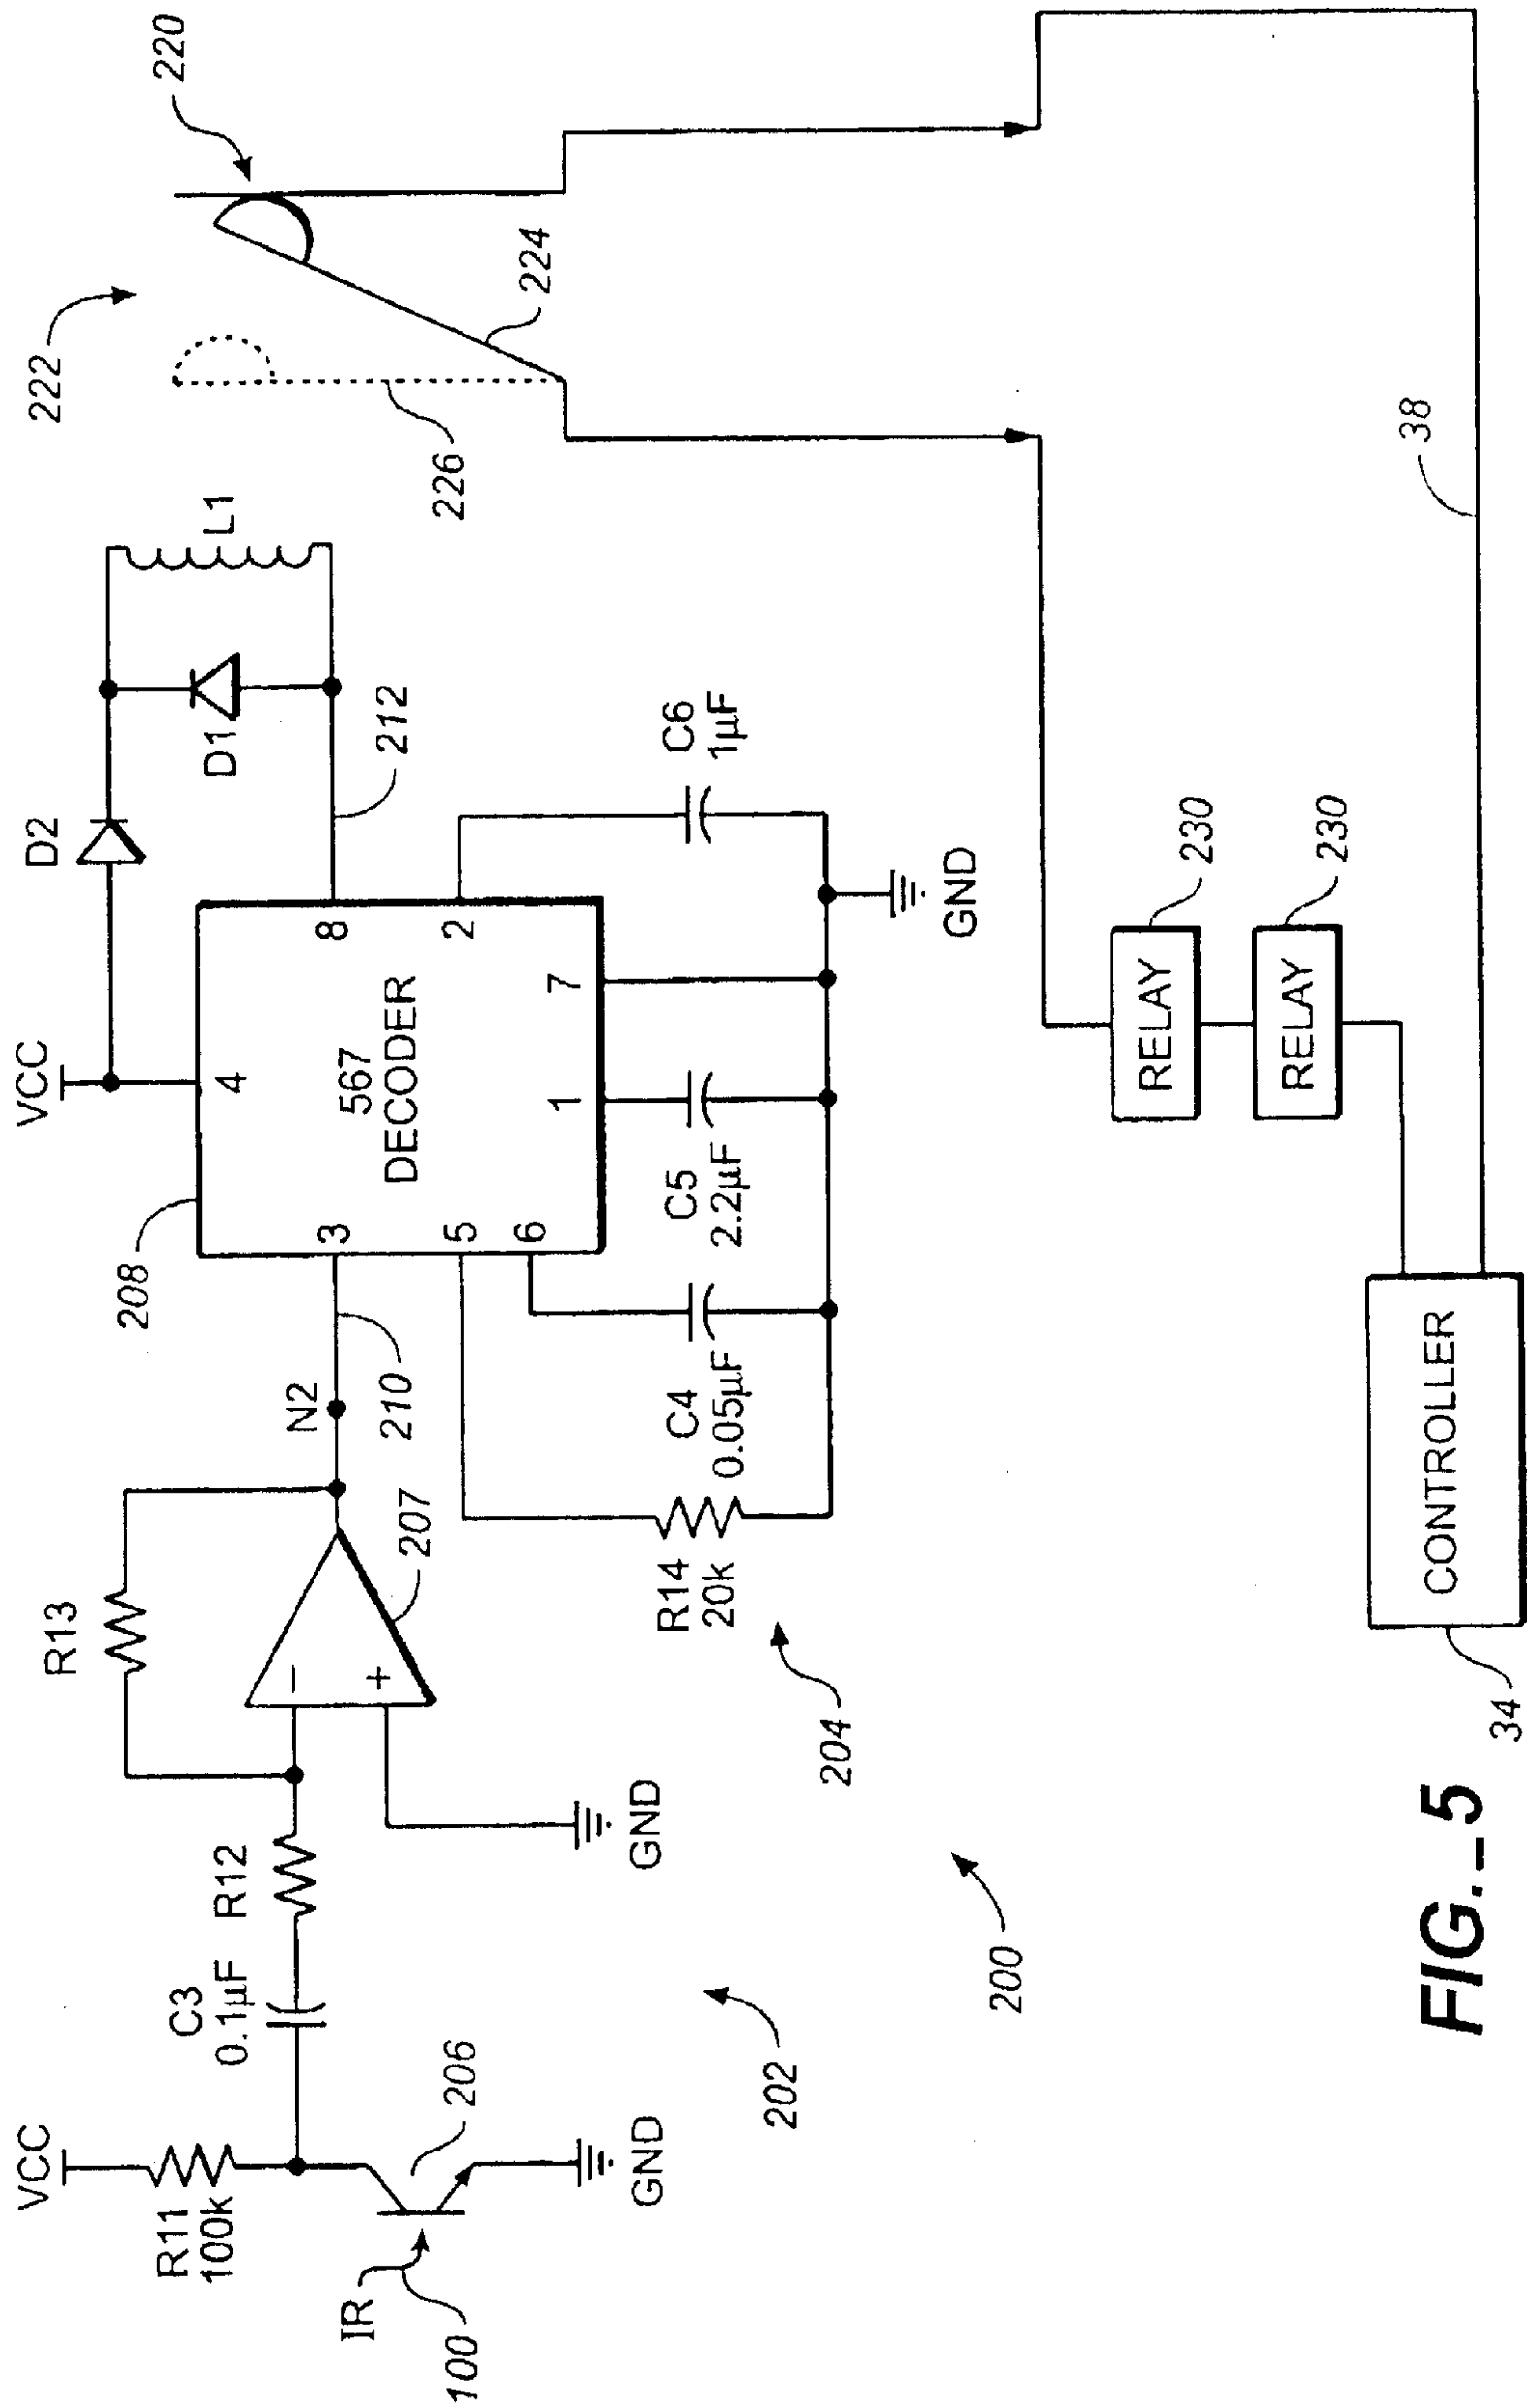 VCC
R11
100k
IR
100
206
GND
C3
0.1µF
R12
R13
−
+
207
GND
N2
210
202
204
200
208
VCC
3
4
5
6
567
DECODER
1
7
8
2
R14
20k
C4
0.05µF
C5
2.2µF
C6
1µF
GND
D2
D1
L1
212
222
220
224
226
RELAY
230
RELAY
230
38
CONTROLLER
34
FIG._5